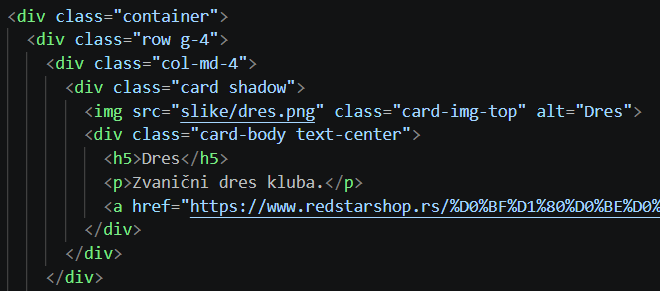 <div class="container">
<div class="row g-4">
<div class="col-md-4">
<div class="card shadow">
<img src="slike/dres.png" class="card-img-top" alt="Dres">
<div class="card-body text-center">
<h5>Dres</h5>
<p>Zvanični dres kluba.</p>
<a href="https://www.redstarshop.rs/%D0%BF%D1%80%D0%BE%D0%
</div>
</div>
</div>